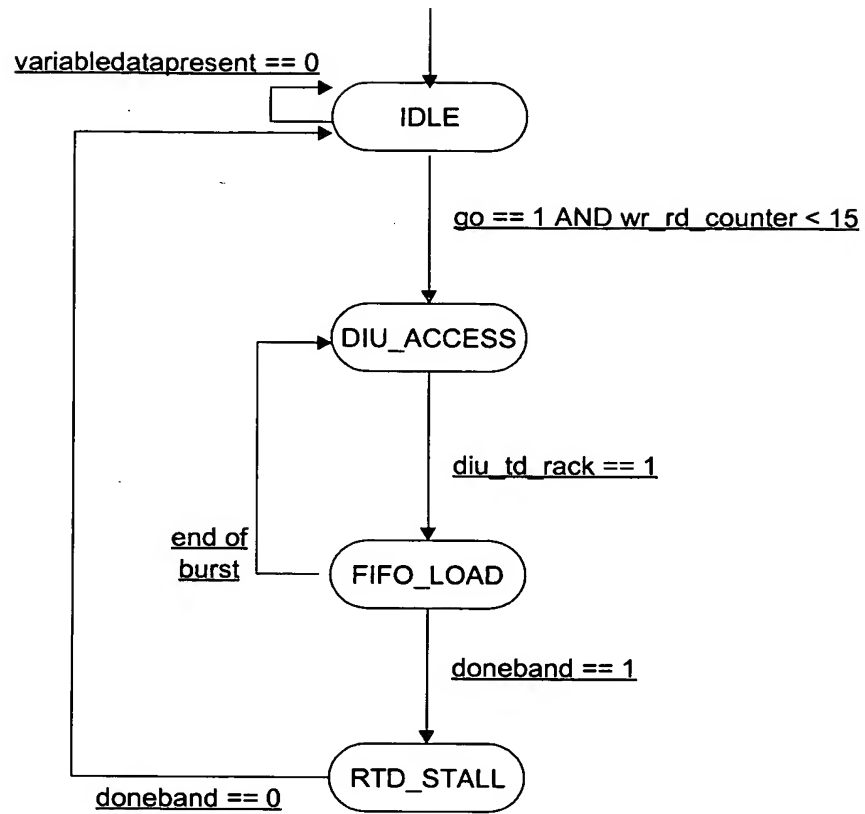 variabledatapresent == 0
IDLE
go == 1 AND wr_rd_counter < 15
DIU_ACCESS
diu_td_rack == 1
end of
burst
FIFO_LOAD
doneband == 1
RTD_STALL
doneband == 0